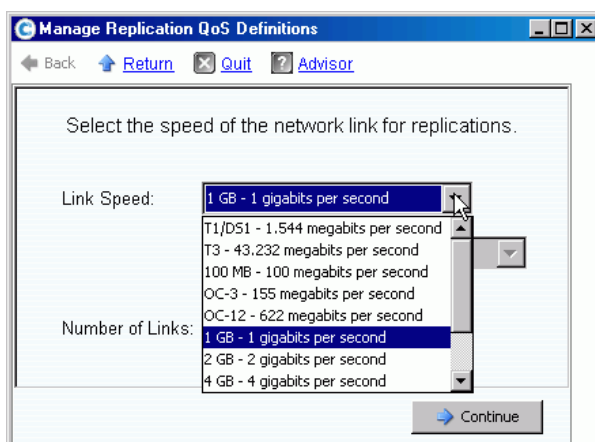 Manage Replication QoS Definitions
Back Return Quit Advisor
Select the speed of the network link for replications.
Link Speed: 1 GB - 1 gigabits per second
T1/DS1 - 1.544 megabits per second
T3 - 43.232 megabits per second
100 MB - 100 megabits per second
OC-3 - 155 megabits per second
OC-12 - 622 megabits per second
Number of Links: 1 GB - 1 gigabits per second
2 GB - 2 gigabits per second
4 GB - 4 gigabits per second
Continue